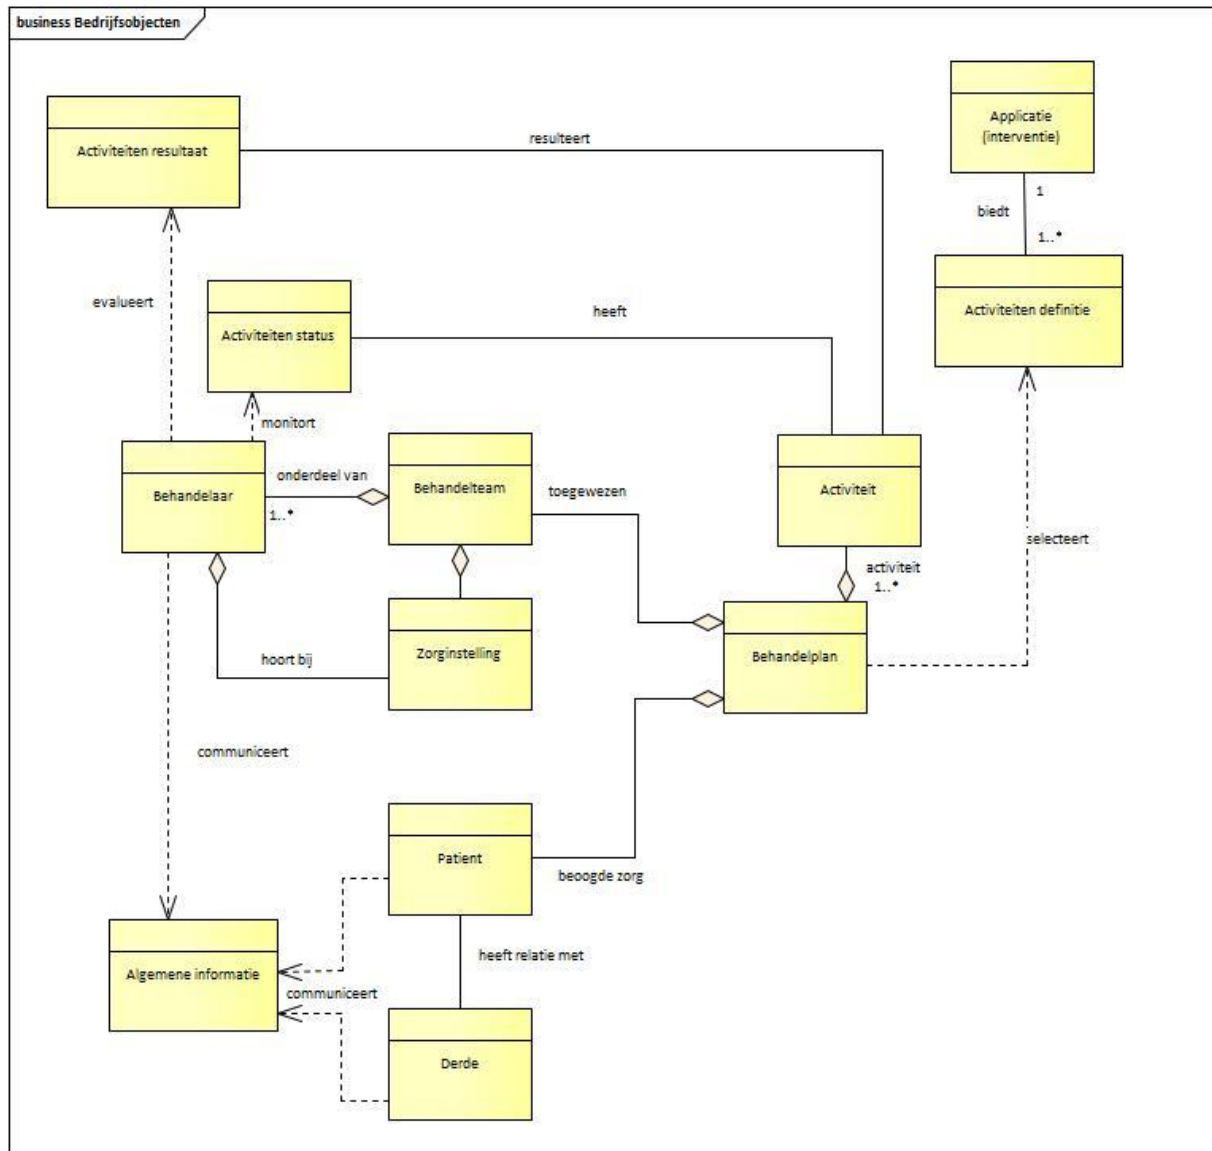 business Bedrijfsobjecten
Applicatie
(interventie)
Activiteiten resultaat
resulteert
1
biedt
1..*
evalueert
Activiteiten status
heeft
Activiteiten definitie
monitort
onderdeel van
Behandelaar
1..*
Behandelteam
toegewezen
Activiteit
selecteert
activiteit
1..*
hoort bij
Zorginstelling
Behandelplan
communiceert
Patient
beoogde zorg
heeft relatie met
Algemene informatie
communiceert
Derde